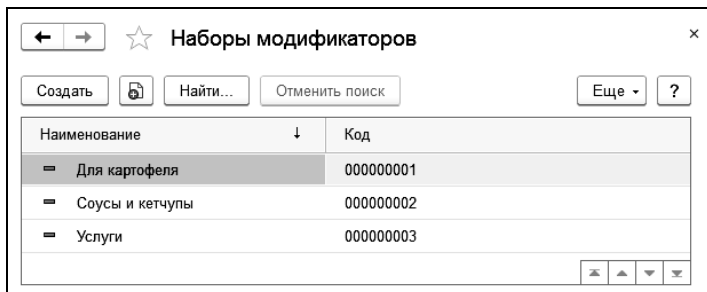 Наборы модификаторов
Создать Найти... Отменить поиск Еще ?
Наименование Код
Для картофеля 000000001
Соусы и кетчупы 000000002
Услуги 000000003